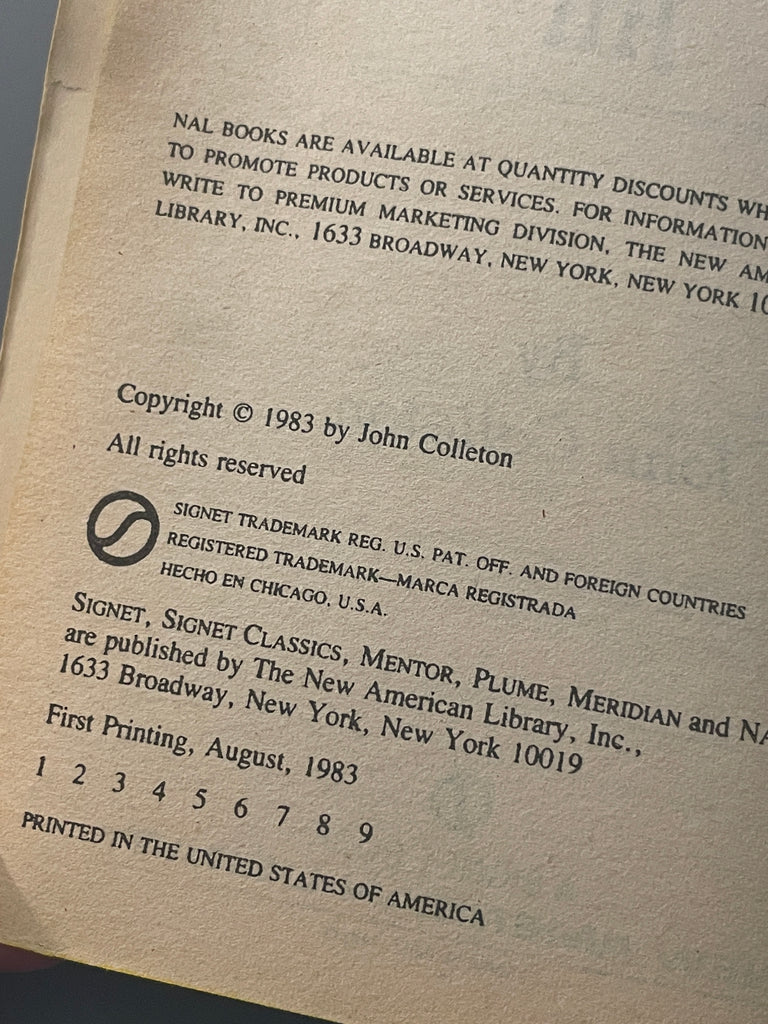 NAL BOOKS ARE AVAILABLE AT QUANTITY DISCOUNTS
TO PROMOTE PRODUCTS OR SERVICES. FOR INFORMATION
WRITE TO PREMIUM MARKETING DIVISION, THE NEW
LIBRARY, INC., 1633 BROADWAY, NEW YORK, NEW YORK
Copyright © 1983 by John Colleton
All rights reserved
SIGNET TRADEMARK REG. U.S. PAT. OFF. AND FOREIGN COUNTRIES
REGISTERED TRADEMARK—MARCA REGISTRADA
HECHO EN CHICAGO, U.S.A.
SIGNET, SIGNET CLASSICS, MENTOR, PLUME, MERIDIAN and
are published by The New American Library, Inc.,
1633 Broadway, New York, New York 10019
First Printing, August, 1983
1 2 3 4 5 6 7 8 9
PRINTED IN THE UNITED STATES OF AMERICA